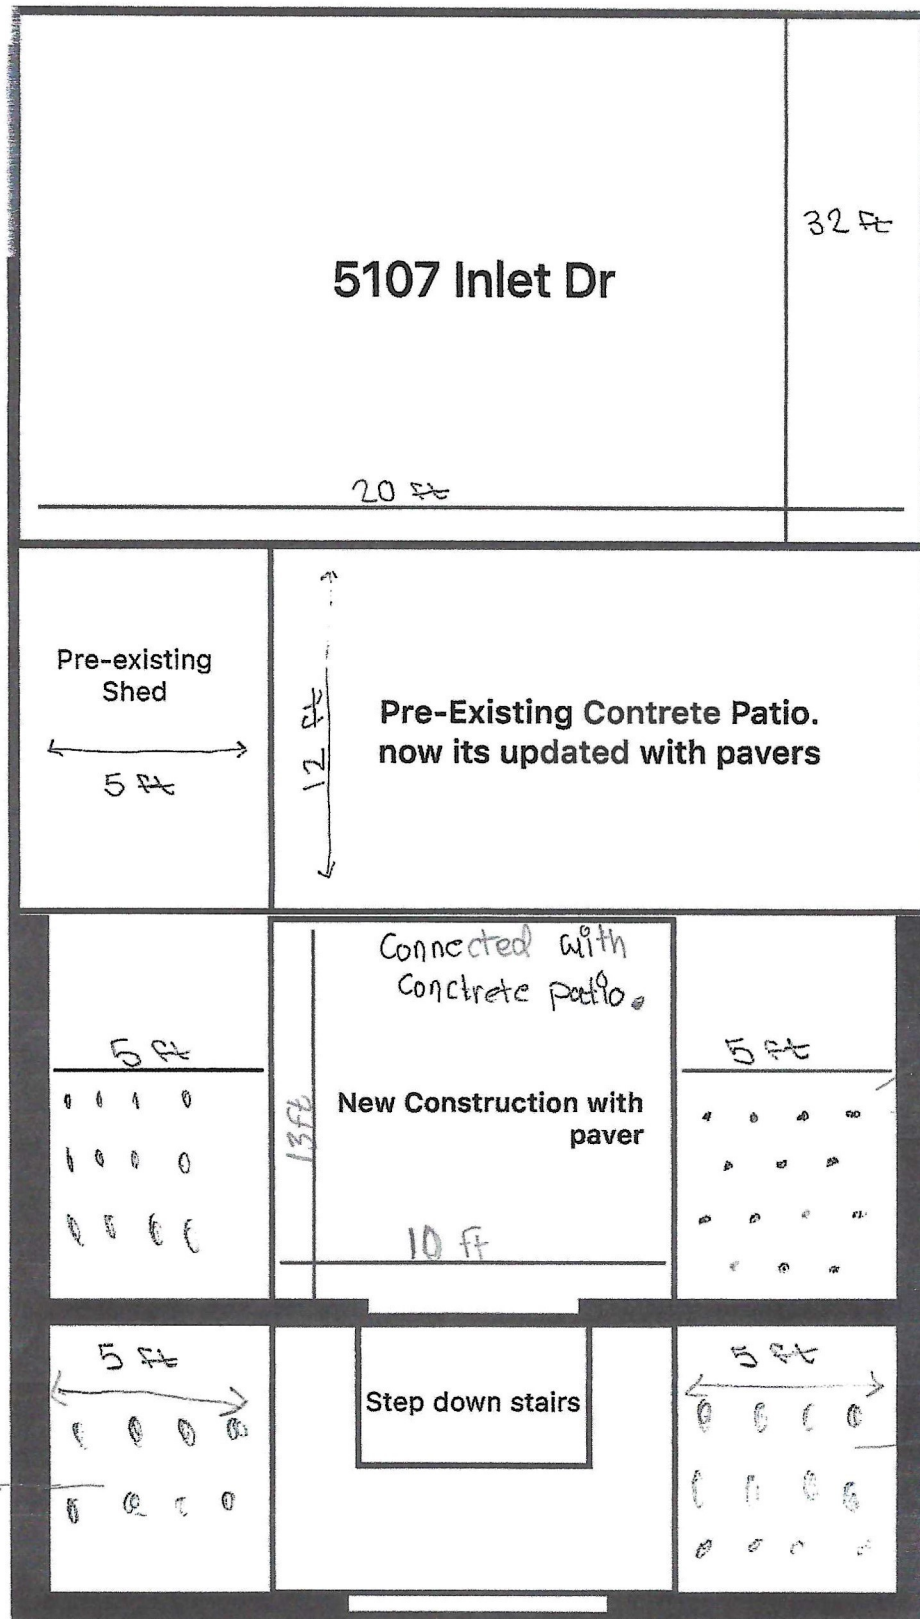 32 ft
5107 Inlet Dr
20 ft
Pre-existing
Shed
5 ft
12 ft
Pre-Existing Contrete Patio.
now its updated with pavers
Connected with
Conctrete patio.
5 ft
5 ft
13ft
New Construction with
paver
10 ft
5 ft
Step down stairs
5 ft